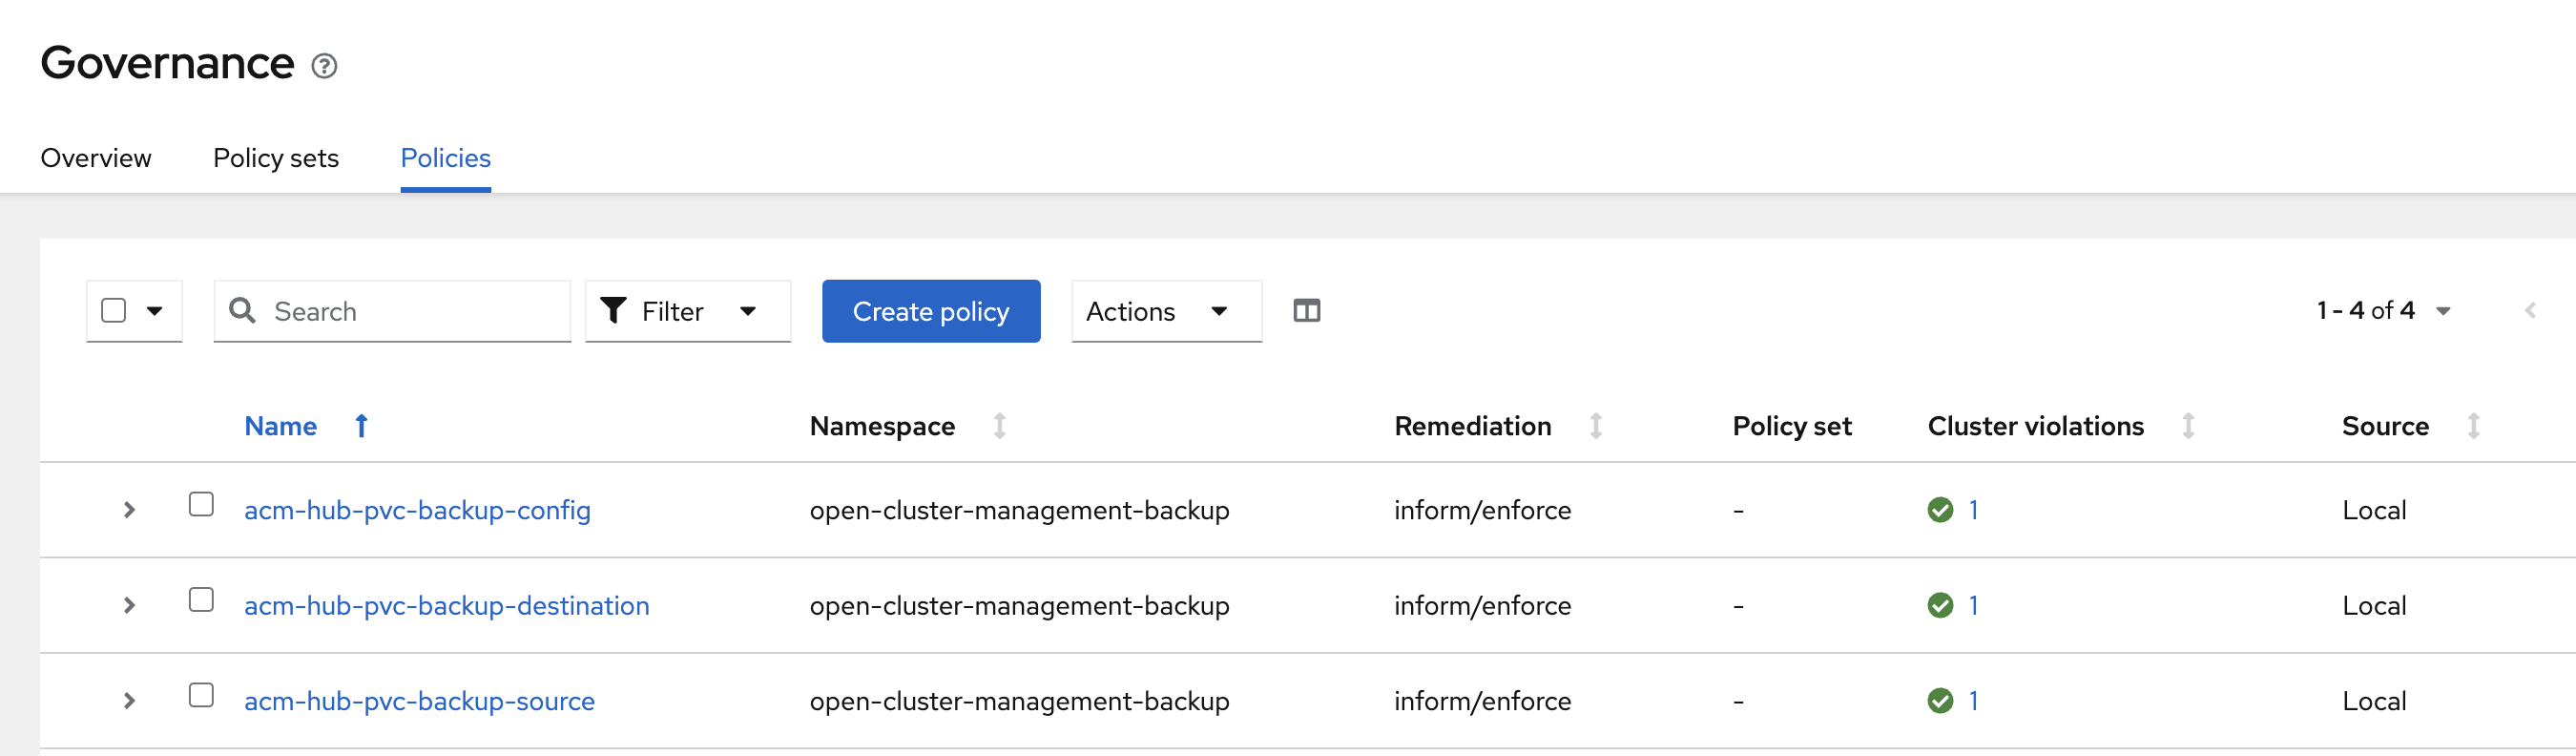 Governance
Overview Policy sets Policies
Search Filter Create policy Actions 1 - 4 of 4
Name Namespace Remediation Policy set Cluster violations Source
acm-hub-pvc-backup-config open-cluster-management-backup inform/enforce - 1 Local
acm-hub-pvc-backup-destination open-cluster-management-backup inform/enforce - 1 Local
acm-hub-pvc-backup-source open-cluster-management-backup inform/enforce - 1 Local